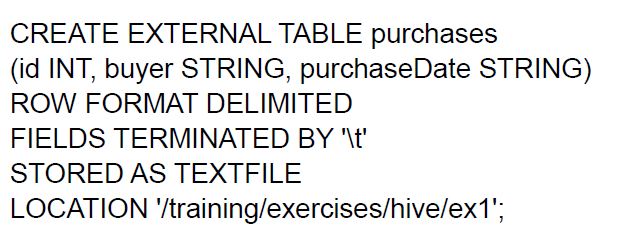 CREATE EXTERNAL TABLE purchases
(id INT, buyer STRING, purchaseDate STRING)
ROW FORMAT DELIMITED
FIELDS TERMINATED BY '\t'
STORED AS TEXTFILE
LOCATION '/training/exercises/hive/ex1';